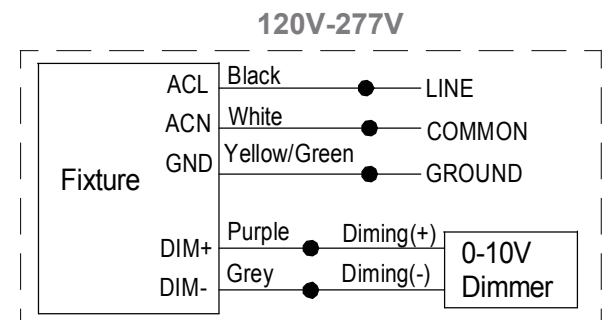 120V-277V
ACL Black LINE
ACN White COMMON
GND Yellow/Green GROUND
Fixture
DIM+ Purple Diming(+)
DIM- Grey Diming(-)
0-10V
Dimmer